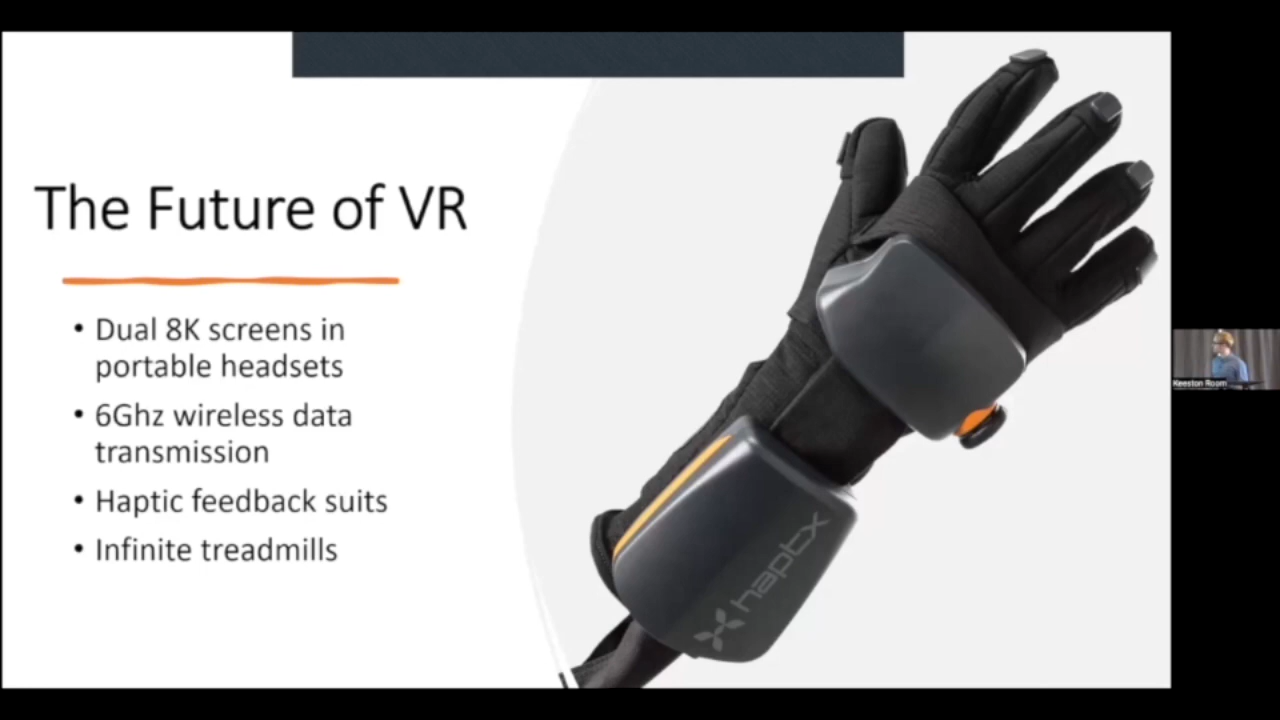 The Future of VR
• Dual 8K screens in
portable headsets
• 6Ghz wireless data
transmission
• Haptic feedback suits
• Infinite treadmills
haptx
Keeston Room